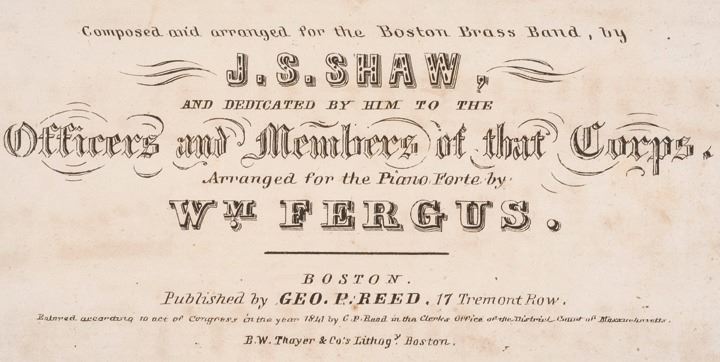 Composed and arranged for the Boston Brass Band, by
J. S. SHAW,
AND DEDICATED BY HIM TO THE
Officers and Members of that Corps.
Arranged for the Piano Forte by
Wᴹ FERGUS.
BOSTON.
Published by GEO. P. REED, 17 Tremont Row.
Entered according to act of Congress in the year 1841 by G. P. Reed in the Clerks Office of the District Court of Massachusetts.
B. W. Thayer & Co's Lithogy Boston.